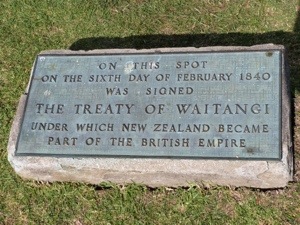 ON THIS SPOT
ON THE SIXTH DAY OF FEBRUARY 1840
WAS SIGNED
THE TREATY OF WAITANGI
UNDER WHICH NEW ZEALAND BECAME
PART OF THE BRITISH EMPIRE